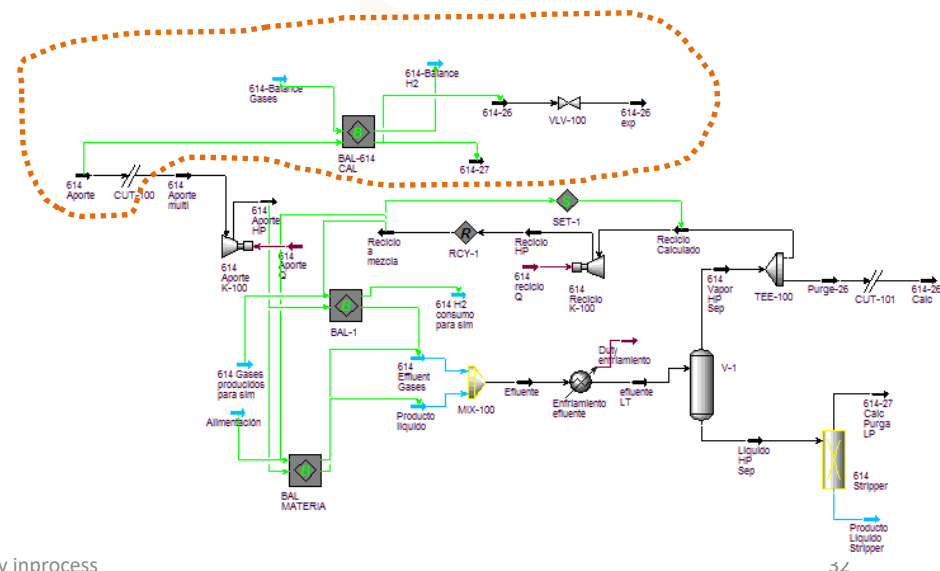 614-Balance
Gases
614-Balance
H2
614-26
VLV-100
614-26
exp
BAL-614
CAL
614-27
614
Aporte
CUT-100
614
Aporte
multi
614
Aporte
HP
614
Aporte
Q
614
Aporte
K-100
SET-1
Reciclo
a
mezcla
RCY-1
Reciclo
HP
614
reciclo
Q
614
Reciclo
K-100
Reciclo
Calculado
614
Vapor
HP
Sep
TEE-100
Purge-26
CUT-101
614-26
Calc
BAL-1
614 H2
consumo
para sim
614 Gases
producidos
para sim
614
Effluent
Gases
Alimentación
Producto
liquido
MIX-100
Efluente
Duty
enfriamiento
Enfriamiento
efluente
efluente
LT
V-1
BAL
MATERIA
Liquido
HP
Sep
614-27
Calc
Purga
LP
614
Stripper
Producto
Liquido
Stripper
y inprocess
32